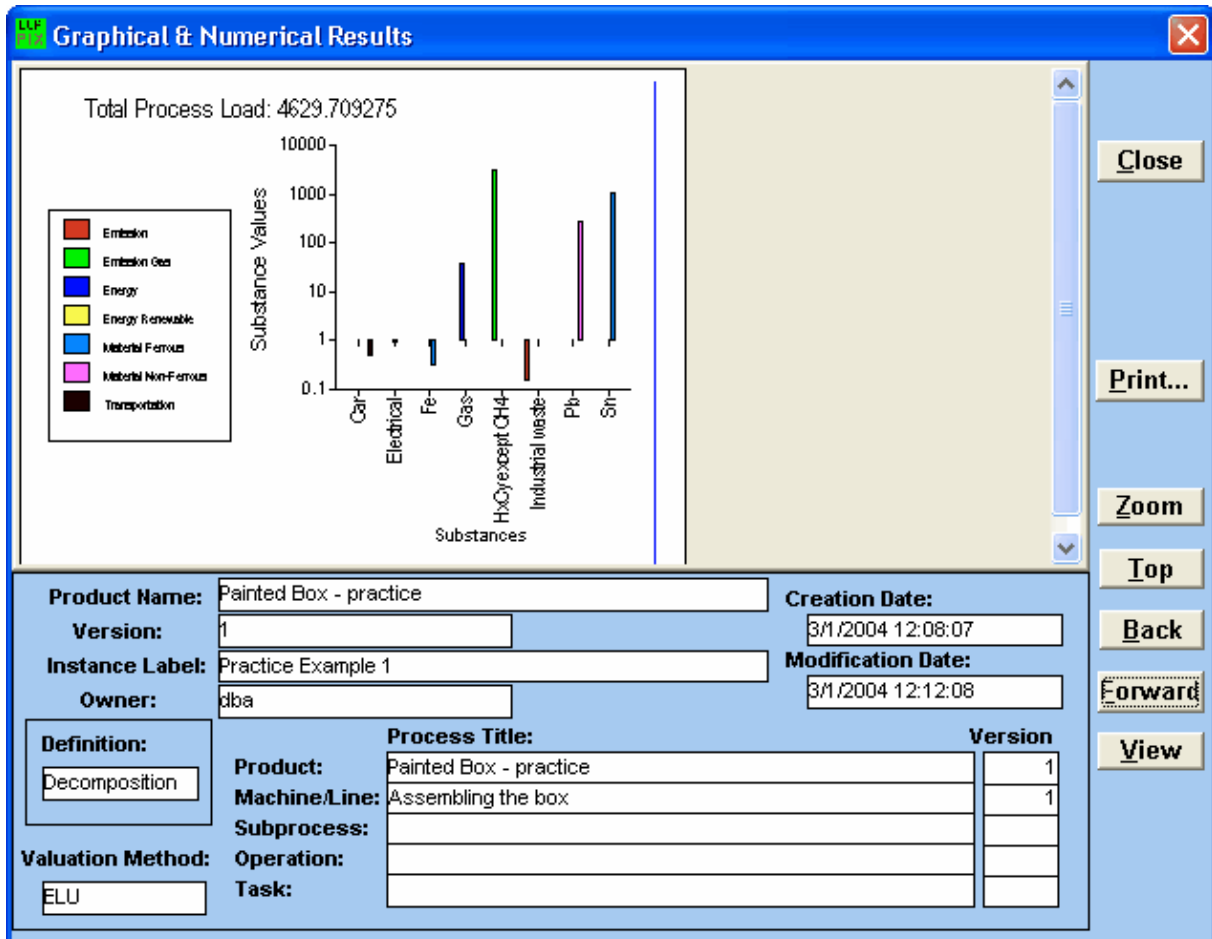 LLP
PIX
Graphical & Numerical Results
Total Process Load: 4629.709275
Emission
Emission Gas
Energy
Energy Renewable
Material Ferrous
Material Non-Ferrous
Transportation
Substance Values
10000
1000
100
10
1
0.1
Car
Electrical
Fe
Gas
HxCy except CH4
Industrial waste
Pb
Sn
Substances
Close
Print...
Zoom
Top
Back
Forward
View
Product Name: Painted Box - practice
Version: 1
Instance Label: Practice Example 1
Owner: dba
Creation Date:
3/1/2004 12:08:07
Modification Date:
3/1/2004 12:12:08
Definition:
Decomposition
Valuation Method:
ELU
Process Title: Version
Product: Painted Box - practice 1
Machine/Line: Assembling the box 1
Subprocess:
Operation:
Task: